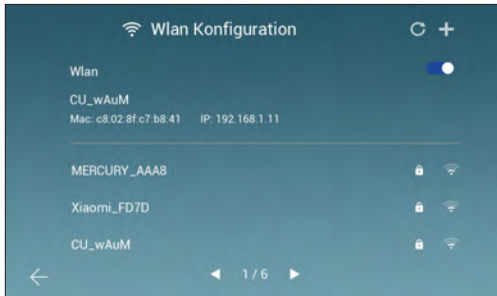 Wlan Konfiguration
Wlan
CU_wAuM
Mac: c8:02:8f:c7:b8:41 IP: 192.168.1.11
MERCURY_AAA8
Xiaomi_FD7D
CU_wAuM
1/6